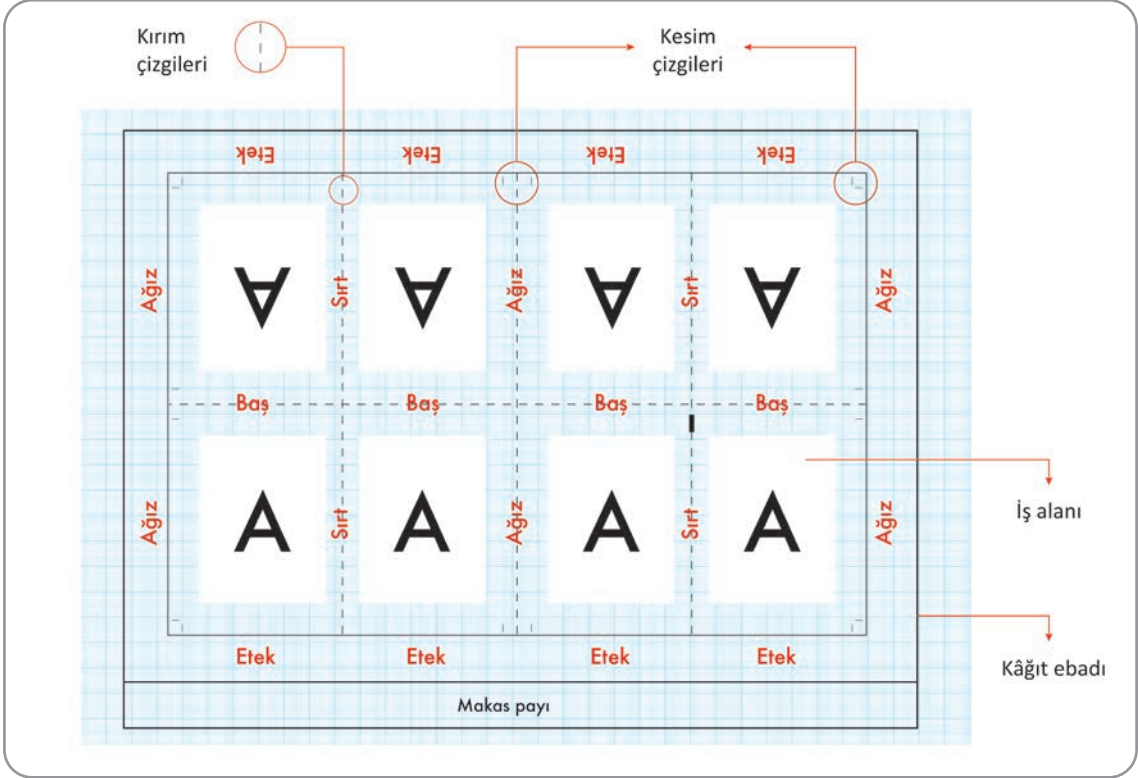 Kırım
çizgileri
Kesim
çizgileri
Etek Etek Etek Etek
Ağız Sırt Ağız Sırt Ağız
A A A A
Baş Baş Baş Baş
Ağız Sırt Ağız Sırt Ağız
A A A A
İş alanı
Etek Etek Etek Etek
Kâğıt ebadı
Makas payı